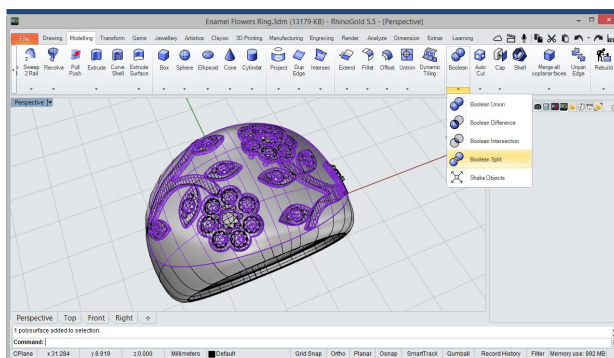 Enamel Flowers Ring.3dm (13179 KB) - RhinoGold 5.5 - [Perspective]
File Drawing Modelling Transform Gems Jewellery Artistics Clayoo 3D Printing Manufacturing Engraving Render Analyze Dimension Extras Learning
Sweep 2 Rail Revolve Pull Push Extrude Curve Shell Extrude Surface Box Sphere Ellipsoid Cone Cylinder Project Dup Edge Intersec Extend Fillet Offset Untrim Dynamic Tiling Boolean Auto Cut Cap Shell Merge all coplanar faces Unjoin Edge Rebuild
Perspective
Boolean Union
Boolean Difference
Boolean Intersection
Boolean Split
Shake Objects
Perspective Top Front Right
1 polysurface added to selection.
Command:
CPlane x 31.284 y 8.919 z 0.000 Millimeters Default Grid Snap Ortho Planar Osnap SmartTrack Gumball Record History Filter Memory use: 992 MB